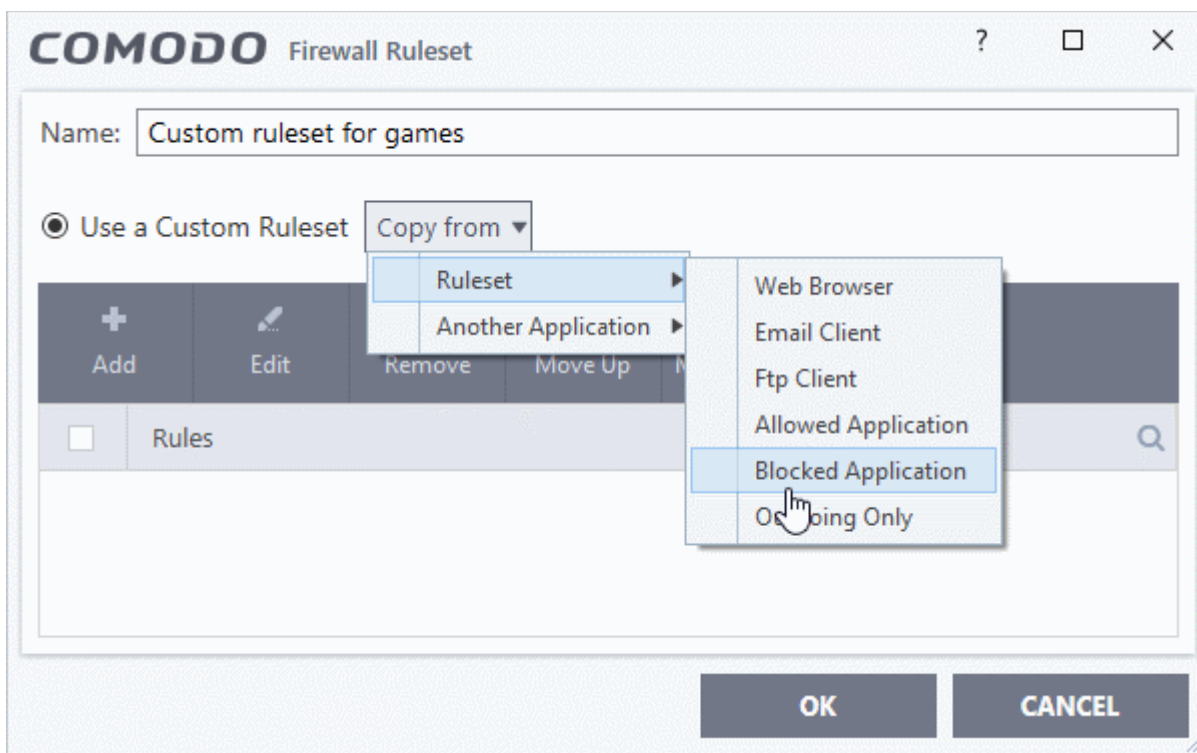 COMODO Firewall Ruleset ?
Name: Custom ruleset for games
Use a Custom Ruleset Copy from
Ruleset
Another Application
Web Browser
Email Client
Ftp Client
Allowed Application
Blocked Application
Only
Add Edit Remove Move Up
Rules
OK CANCEL